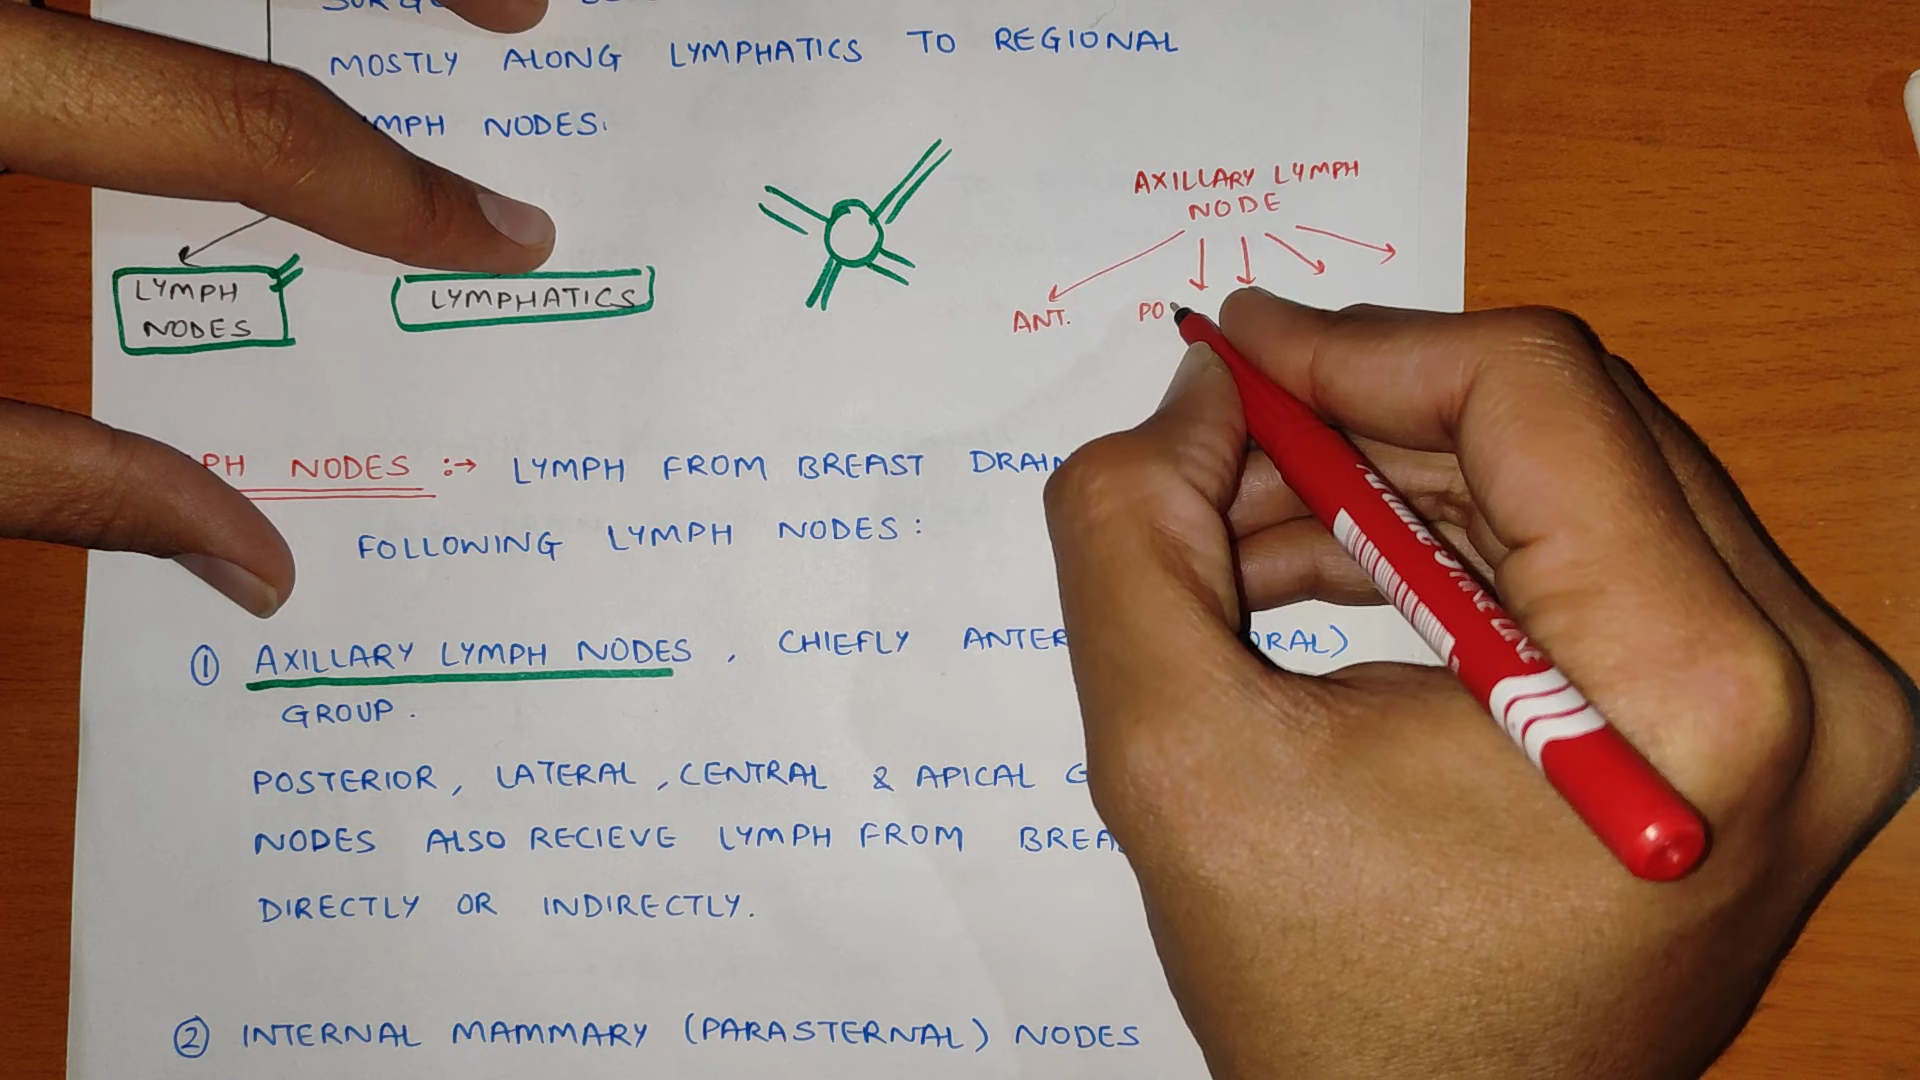 MOSTLY ALONG LYMPHATICS TO REGIONAL
MPH NODES.
AXILLARY LYMPH
NODE
LYMPH
NODES
LYMPHATICS
ANT.
PO
PH NODES :→ LYMPH FROM BREAST DRAIN
FOLLOWING LYMPH NODES :
① AXILLARY LYMPH NODES , CHIEFLY ANTER ORAL)
GROUP .
POSTERIOR , LATERAL , CENTRAL & APICAL G
NODES ALSO RECIEVE LYMPH FROM BREA
DIRECTLY OR INDIRECTLY.
② INTERNAL MAMMARY (PARASTERNAL) NODES